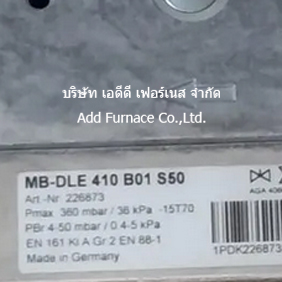 บริษัท เอดีดี เฟอร์เนส จำกัด
Add Furnace Co.,Ltd.
MB-DLE 410 B01 S50
Art.-Nr. 226873
Pmax 360 mbar / 36 kPa -15T70
PBr 4-50 mbar / 0.4-5 kPa
EN 161 Kl A Gr 2 EN 88-1
Made in Germany
AGA
1PDK226873